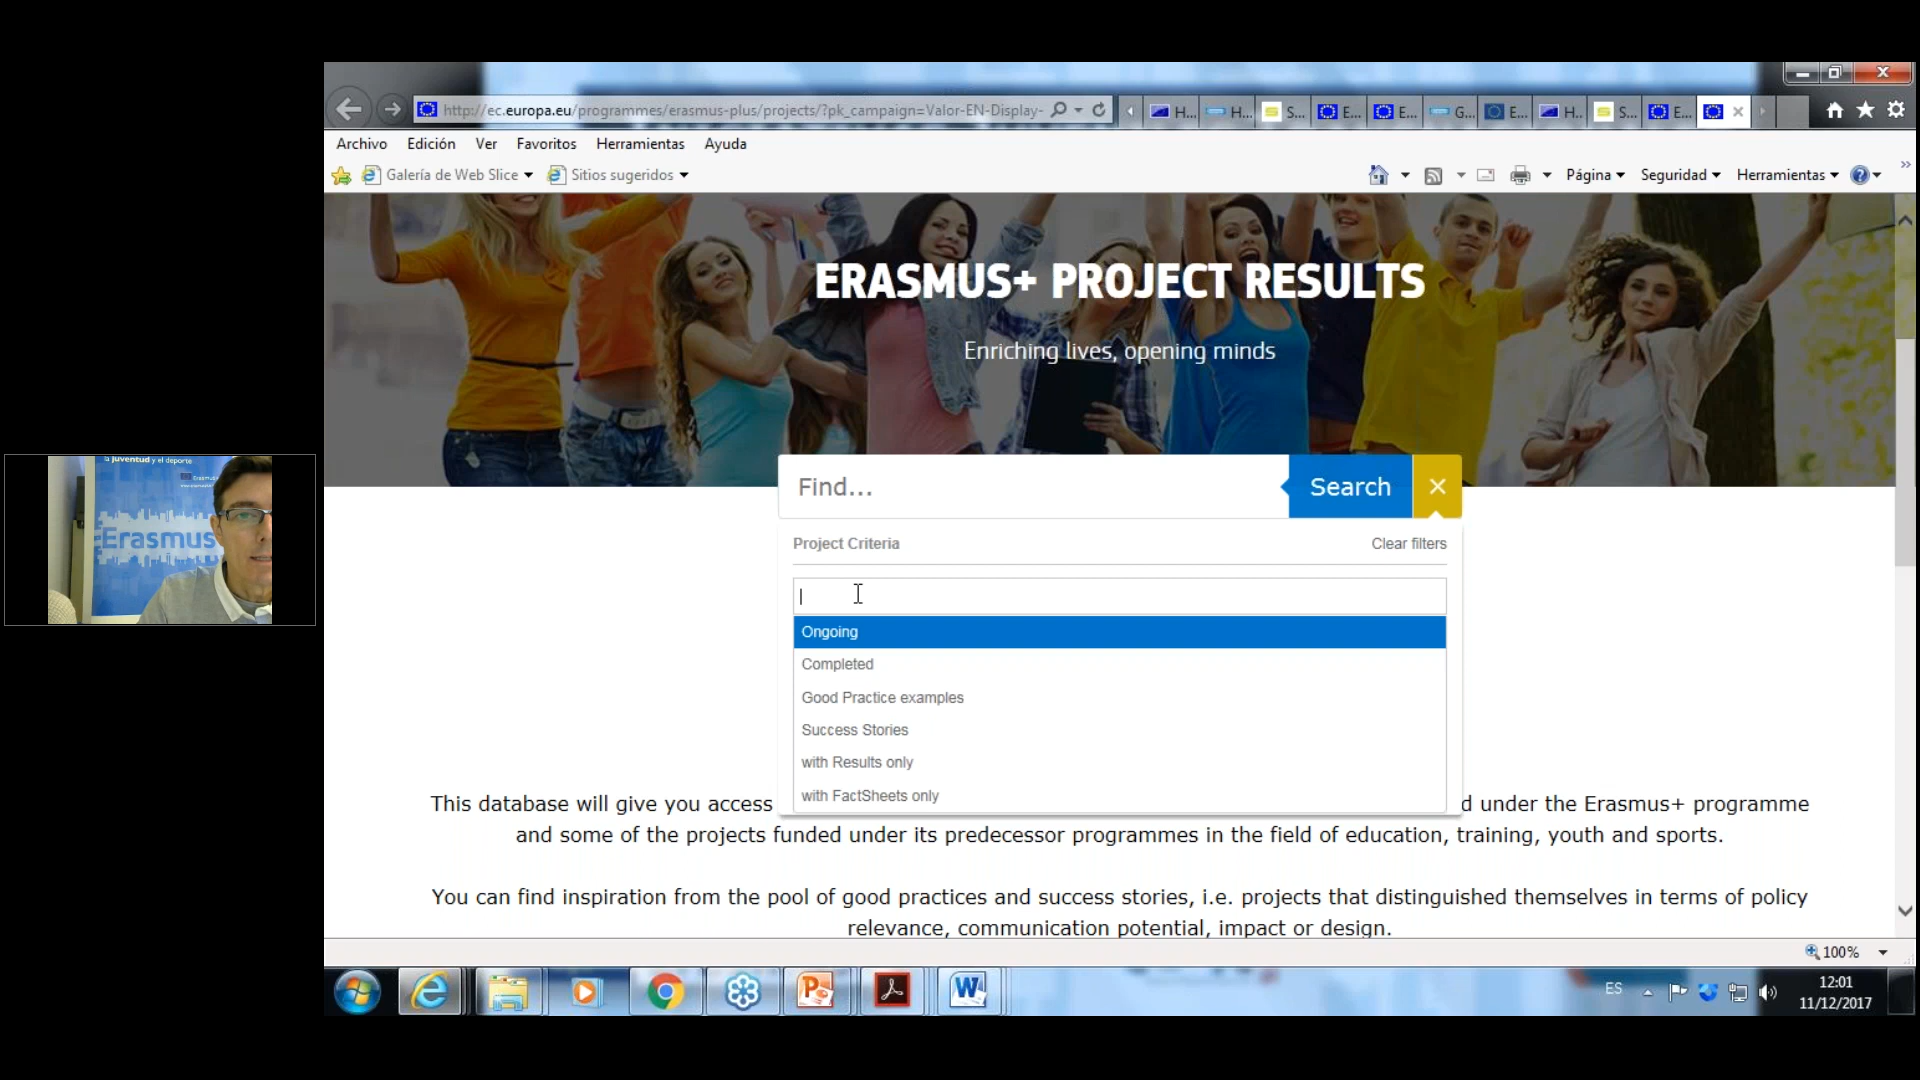 http://ec.europa.eu/programmes/erasmus-plus/projects/?pk_campaign=Valor-EN-Display-
H...
H...
S...
E...
E...
G...
E...
H..
S...
E...
Archivo Edición Ver Favoritos Herramientas Ayuda
Galería de Web Slice Sitios sugeridos
Página Seguridad Herramientas
ERASMUS+ PROJECT RESULTS
Enriching lives, opening minds
Find...
Search
Project Criteria
Clear filters
Ongoing
Completed
Good Practice examples
Success Stories
with Results only
with FactSheets only
This database will give you access
d under the Erasmus+ programme
and some of the projects funded under its predecessor programmes in the field of education, training, youth and sports.
You can find inspiration from the pool of good practices and success stories, i.e. projects that distinguished themselves in terms of policy
relevance, communication potential, impact or design.
100%
ES
12:01
11/12/2017
la juventud y el deporte
Erasmus+
Erasmus